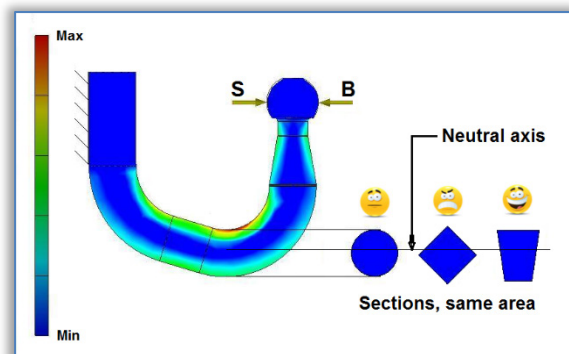 Max
S
B
Neutral axis
Sections, same area
Min